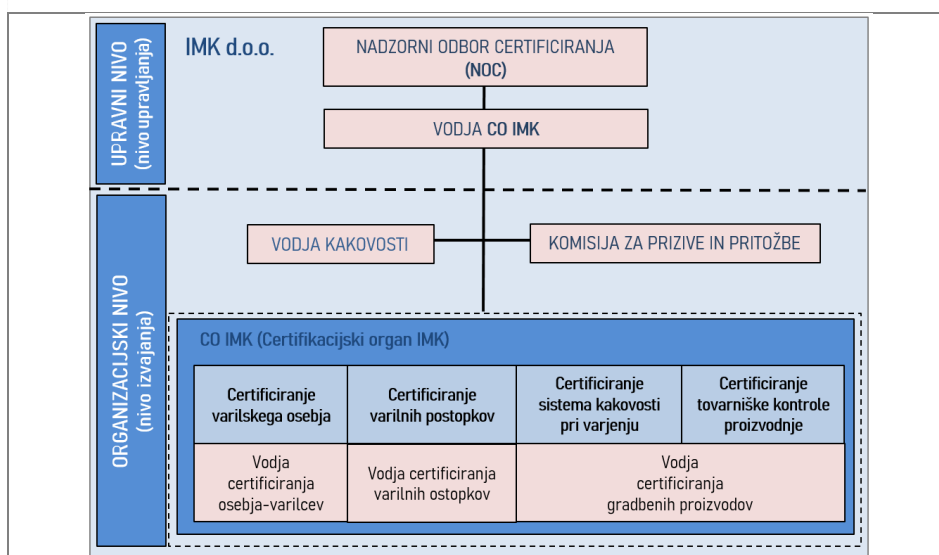 UPRAVNI NIVO
(nivo upravljanja)
IMK d.o.o.
NADZORNI ODBOR CERTIFICIRANJA
(NOC)
VODJA CO IMK
ORGANIZACIJSKI NIVO
(nivo izvajanja)
VODJA KAKOVOSTI
KOMISIJA ZA PRIZIVE IN PRITOŽBE
CO IMK (Certifikacijski organ IMK)
Certificiranje
varilskega osebja
Certificiranje
varilnih postopkov
Certificiranje
sistema kakovosti
pri varjenju
Certificiranje
tovarniške kontrole
proizvodnje
Vodja
certificiranja
osebja-varilcev
Vodja certificiranja
varilnih ostopkov
Vodja
certificiranja
gradbenih proizvodov